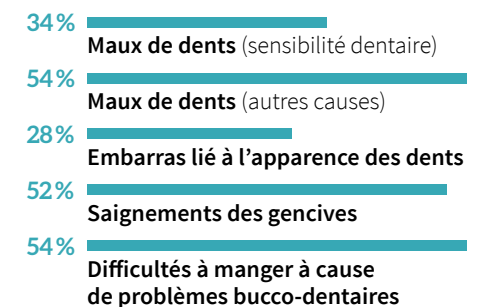 34%
Maux de dents (sensibilité dentaire)
54%
Maux de dents (autres causes)
28%
Embarras lié à l’apparence des dents
52%
Saignements des gencives
54%
Difficultés à manger à cause
de problèmes bucco-dentaires